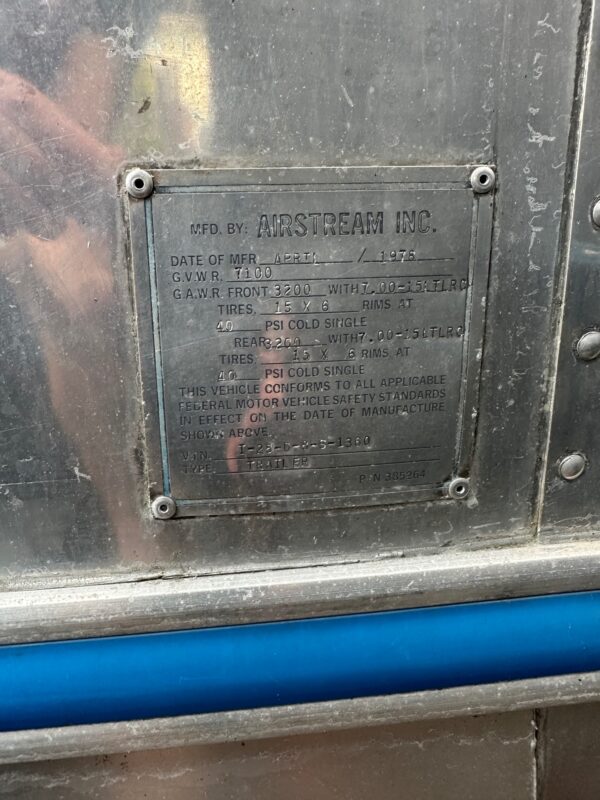 MFD. BY: AIRSTREAM INC.
DATE OF MFR APRIL / 1976
G.V.W.R. 7100
G.A.W.R. FRONT 3200 WITH 7.00-15LTLRC
TIRES, 15 X 6 RIMS AT
40 PSI COLD SINGLE
REAR 3200 WITH 7.00-15LTLRC
TIRES, 15 X 6 RIMS AT
40 PSI COLD SINGLE
THIS VEHICLE CONFORMS TO ALL APPLICABLE
FEDERAL MOTOR VEHICLE SAFETY STANDARDS
IN EFFECT ON THE DATE OF MANUFACTURE
SHOWN ABOVE.
V.I.N.
TYPE: TRAILER
P/N 385264